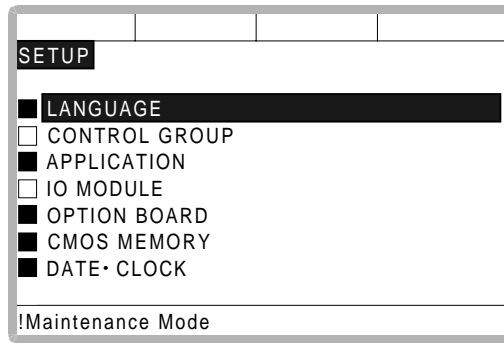 SETUP
LANGUAGE
CONTROL GROUP
APPLICATION
IO MODULE
OPTION BOARD
CMOS MEMORY
DATE・CLOCK
!Maintenance Mode